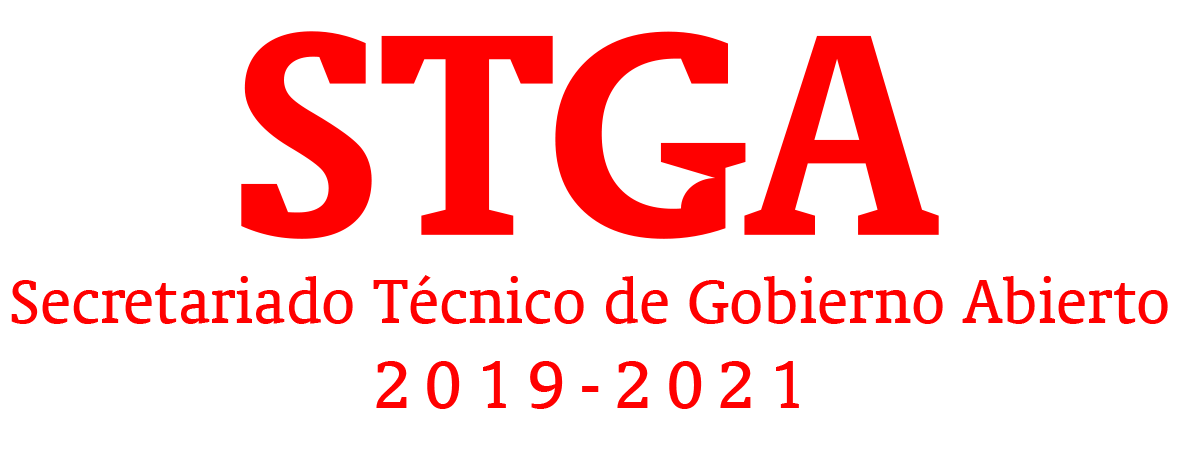 STGA
Secretariado Técnico de Gobierno Abierto
2019-2021